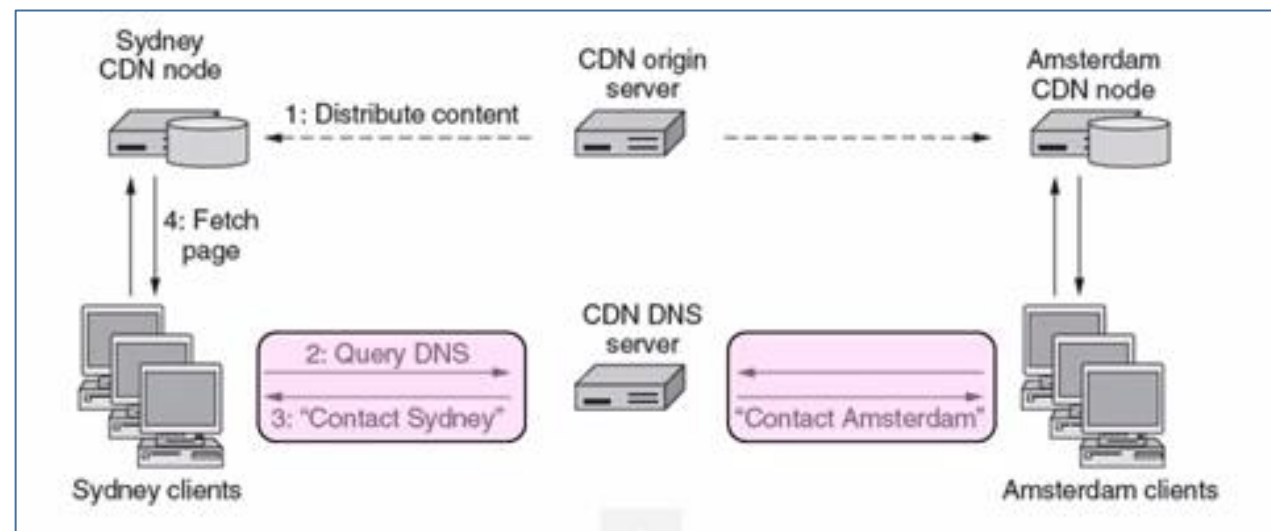 Sydney
CDN node
CDN origin
server
Amsterdam
CDN node
1: Distribute content
4: Fetch
page
CDN DNS
server
2: Query DNS
3: "Contact Sydney"
"Contact Amsterdam"
Sydney clients
Amsterdam clients